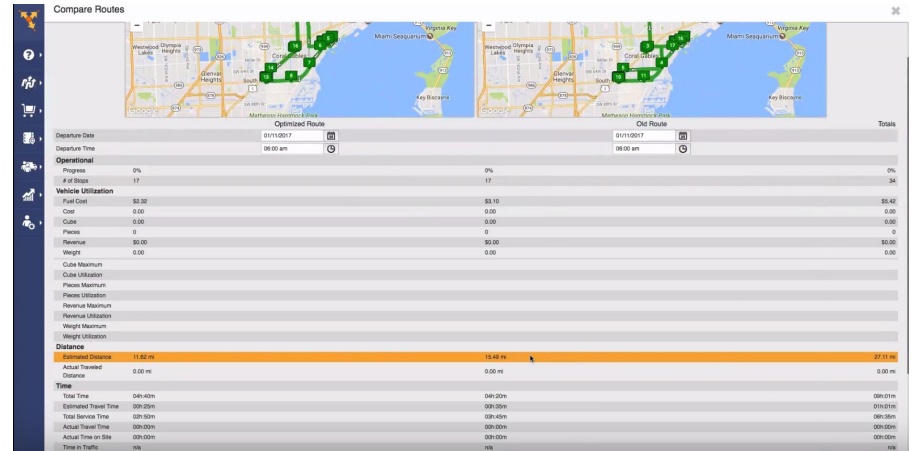 Compare Routes
Virginia Key
Miami Seaquarium
Westwood Lakes
Olympia Heights
Coral Gables
Glenvar Heights
South
Key Biscayne
Matheson Hammock Park
Virginia Key
Miami Seaquarium
Westwood Lakes
Olympia Heights
Coral Gables
Glenvar Heights
South
Key Biscayne
Matheson Hammock Park
Optimized Route Old Route Totals
Departure Date 01/11/2017 01/11/2017
Departure Time 06:00 am 06:00 am
Operational
Progress 0% 0% 0%
# of Stops 17 17 34
Vehicle Utilization
Fuel Cost $2.32 $3.10 $5.42
Cost 0.00 0.00 0.00
Cube 0.00 0.00 0.00
Pieces 0 0 0
Revenue $0.00 $0.00 $0.00
Weight 0.00 0.00 0.00
Cube Maximum
Cube Utilization
Pieces Maximum
Pieces Utilization
Revenue Maximum
Revenue Utilization
Weight Maximum
Weight Utilization
Distance
Estimated Distance 11.62 mi 15.49 mi 27.11 mi
Actual Traveled Distance 0.00 mi 0.00 mi 0.00 mi
Time
Total Time 04h:40m 04h:20m 09h:01m
Estimated Travel Time 00h:25m 00h:35m 01h:01m
Total Service Time 02h:50m 03h:45m 06h:35m
Actual Travel Time 00h:00m 00h:00m 00h:00m
Actual Time on Site 00h:00m 00h:00m 00h:00m
Time in Traffic n/a n/a n/a